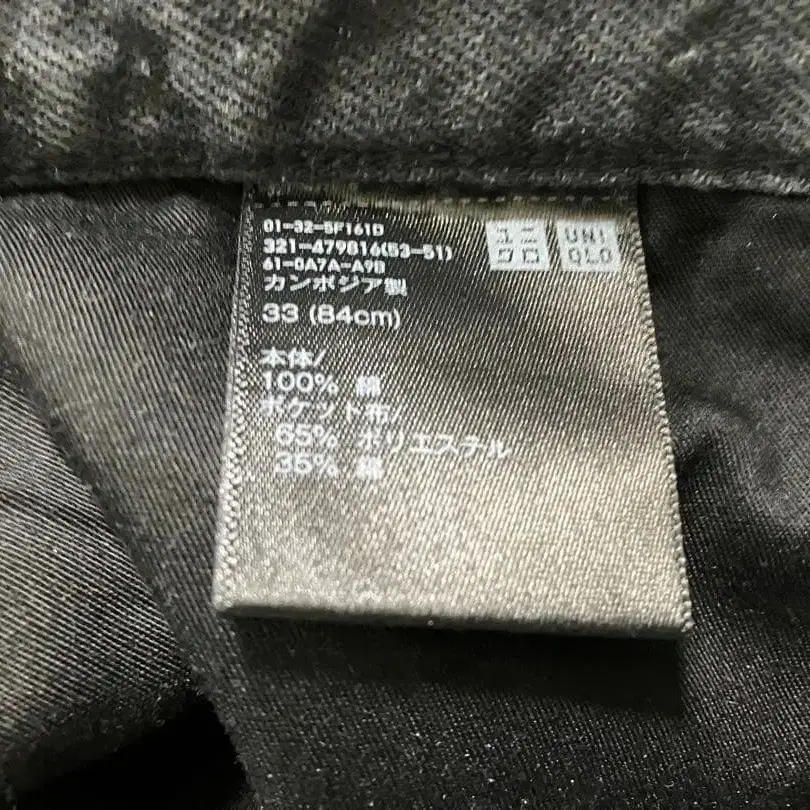 01-32-5F161D
321-479816(53-51)
61-0A7A-A9B
カンボジア製
33 (84cm)
ユニ
クロ
UNI
QLO
本体/
100% 綿
ポケット布/
65% ポリエステル
35% 綿